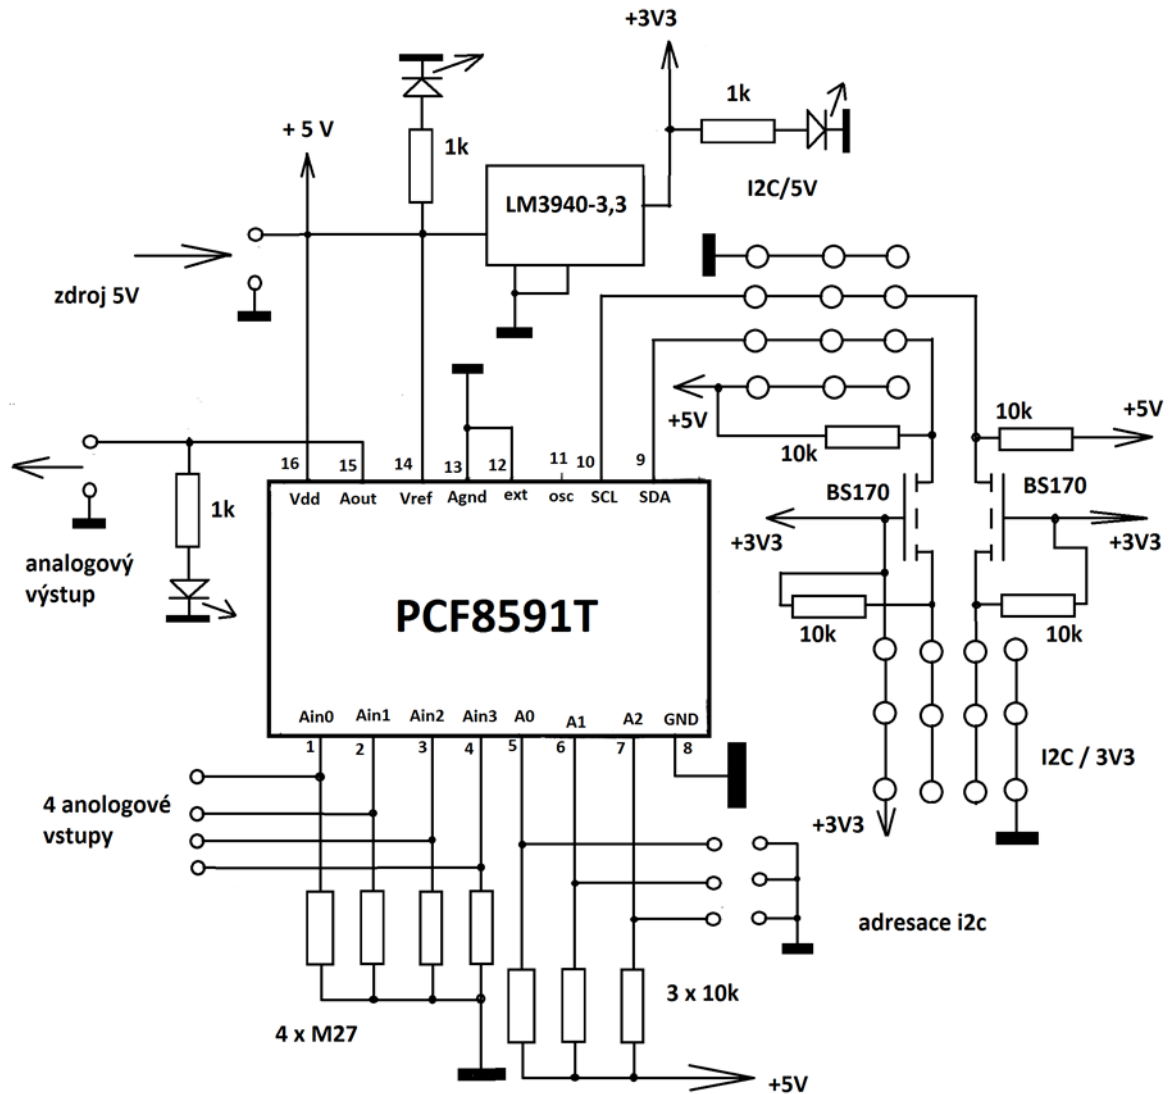 +3V3
1k
+ 5 V
1k
I2C/5V
LM3940-3,3
zdroj 5V
+5V
10k
+5V
10k
16 15 14 13 12 11 10 9
Vdd Aout Vref Agnd ext osc SCL SDA
BS170
BS170
1k
+3V3
+3V3
analogový
výstup
PCF8591T
10k
10k
Ain0 Ain1 Ain2 Ain3 A0 A1 A2 GND
1 2 3 4 5 6 7 8
I2C / 3V3
4 anologové
vstupy
+3V3
adresace i2c
3 x 10k
4 x M27
+5V